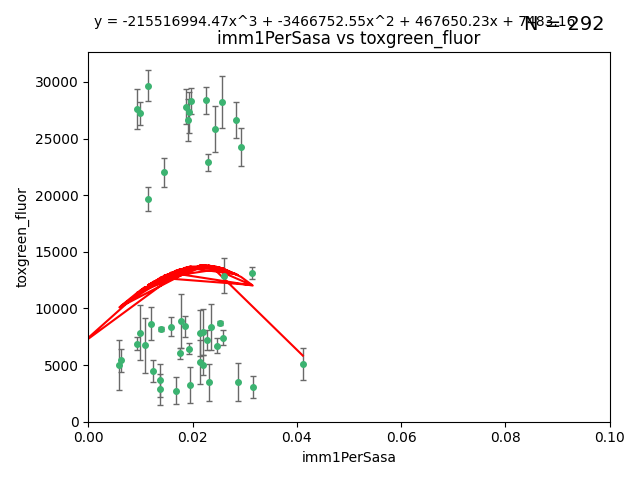 y = -215516994.47x^3 + -3466752.55x^2 + 467650.23x + 7483.16
N = 292
imm1PerSasa vs toxgreen_fluor
30000
25000
20000
15000
10000
5000
0
toxgreen_fluor
0.00 0.02 0.04 0.06 0.08 0.10
imm1PerSasa